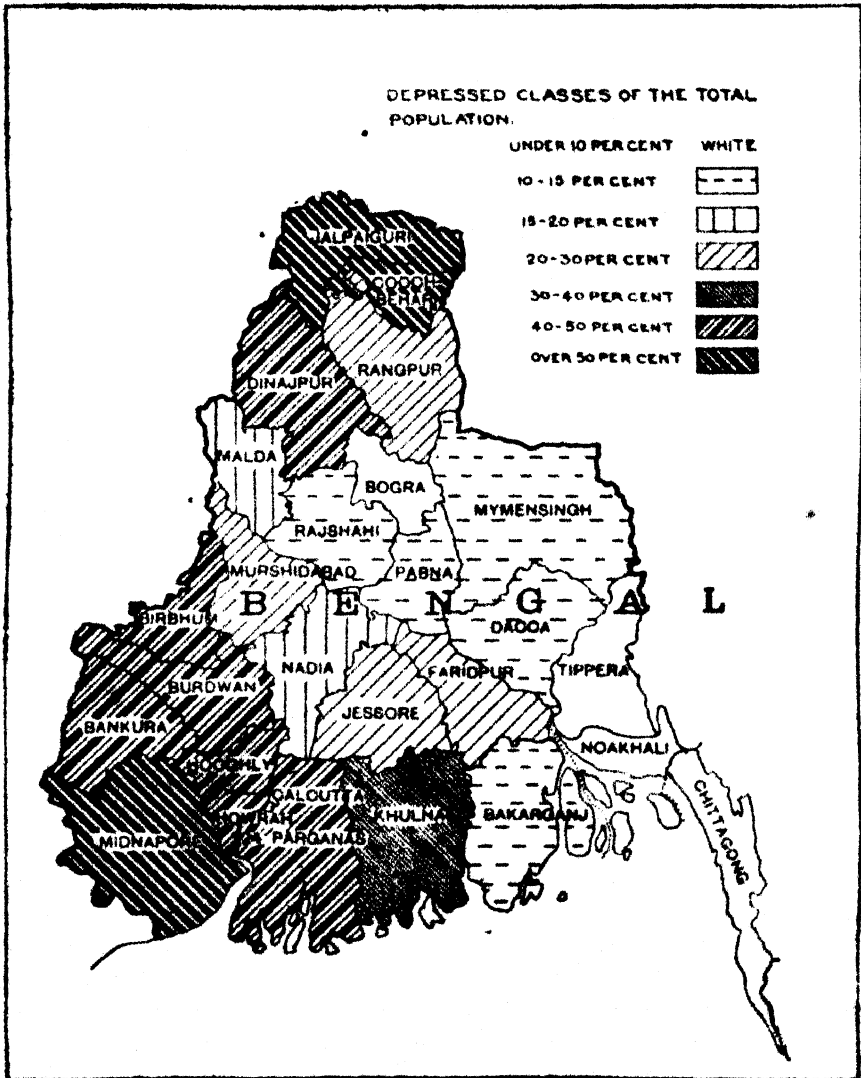 DEPRESSED CLASSES OF THE TOTAL
POPULATION.
UNDER 10 PER CENT WHITE
10-15 PER CENT
15-20 PER CENT
20-30 PER CENT
30-40 PER CENT
40-50 PER CENT
OVER 50 PER CENT
JALPAIGURI
COOCH
BEHAR
DINAJPUR
RANGPUR
MALDA
BOGRA
MYMENSINGH
RAJSHAHI
MURSHIDABAD
PABNA
BENGAL
BIRBHUM
DACCA
NADIA
FARIDPUR
TIPPERA
BURDWAN
JESSORE
BANKURA
NOAKHALI
HOOGHLY
CALCUTTA
CHITTAGONG
HOWRAH
KHULNA
BAKARGANJ
MIDNAPORE
24 PARGANAS